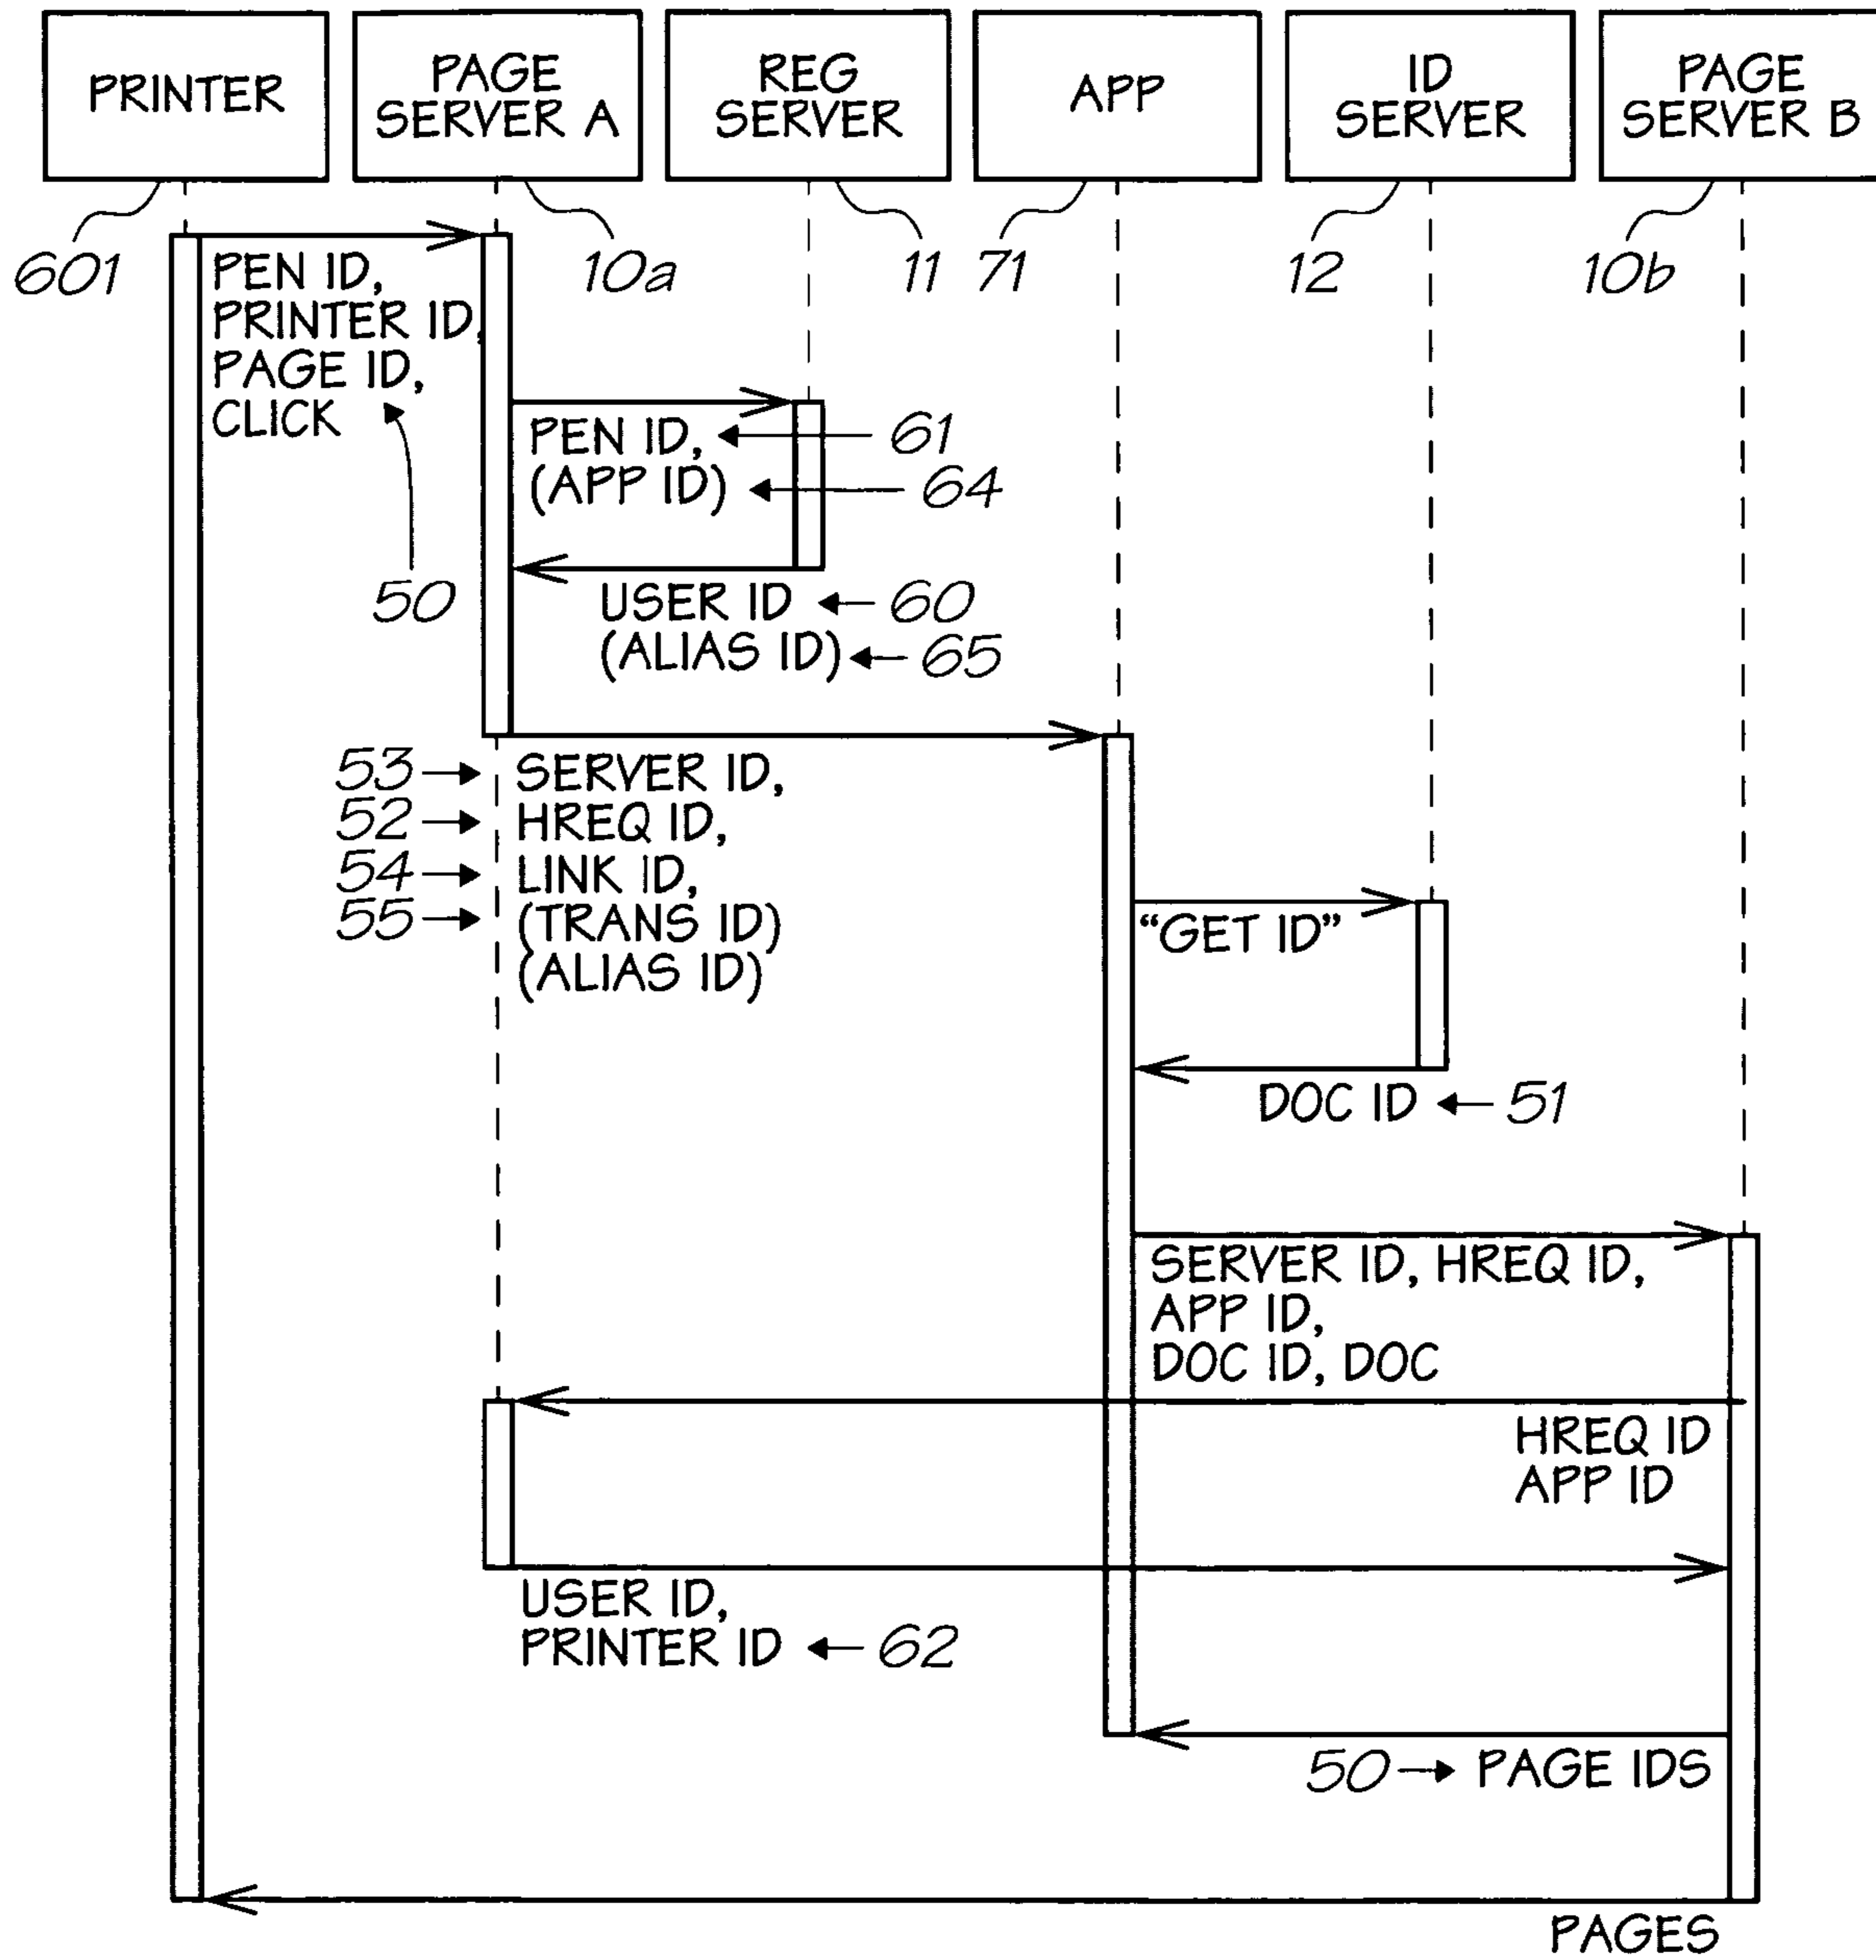 PRINTER
PAGE
SERVER A
REG
SERVER
APP
ID
SERVER
PAGE
SERVER B
601
10a
11
71
12
10b
PEN ID,
PRINTER ID,
PAGE ID,
CLICK
50
PEN ID,
61
(APP ID)
64
USER ID
60
(ALIAS ID)
65
53
SERVER ID,
52
HREQ ID,
54
LINK ID,
55
(TRANS ID)
(ALIAS ID)
“GET ID”
DOC ID
51
SERVER ID, HREQ ID,
APP ID,
DOC ID, DOC
HREQ ID
APP ID
USER ID,
PRINTER ID
62
50
PAGE IDS
PAGES